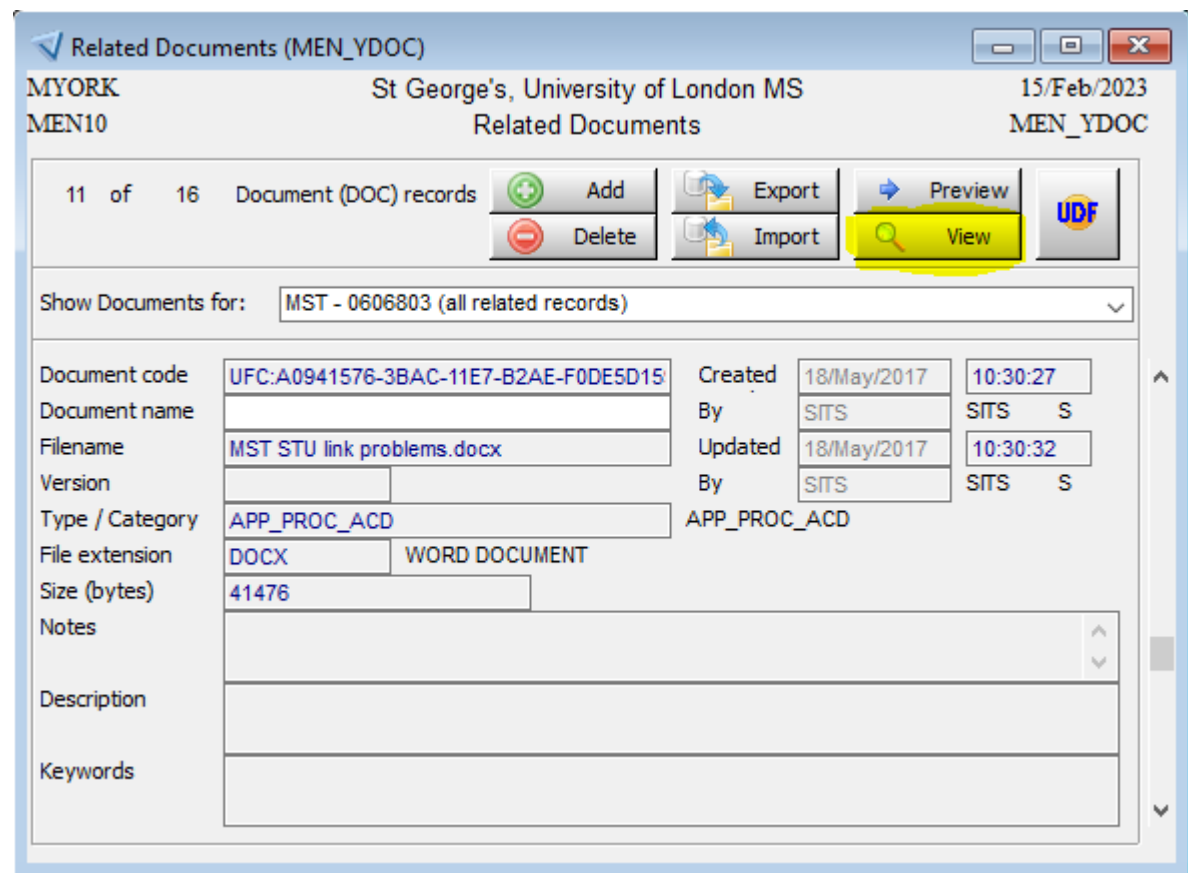 Related Documents (MEN_YDOC)
MYORK St George's, University of London MS 15/Feb/2023
MEN10 Related Documents MEN_YDOC
11 of 16 Document (DOC) records Add Export Preview UDF
Delete Import View
Show Documents for: MST - 0606803 (all related records)
Document code UFC:A0941576-3BAC-11E7-B2AE-F0DE5D15 Created 18/May/2017 10:30:27
Document name By SITS SITS S
Filename MST STU link problems.docx Updated 18/May/2017 10:30:32
Version By SITS SITS S
Type / Category APP_PROC_ACD APP_PROC_ACD
File extension DOCX WORD DOCUMENT
Size (bytes) 41476
Notes
Description
Keywords